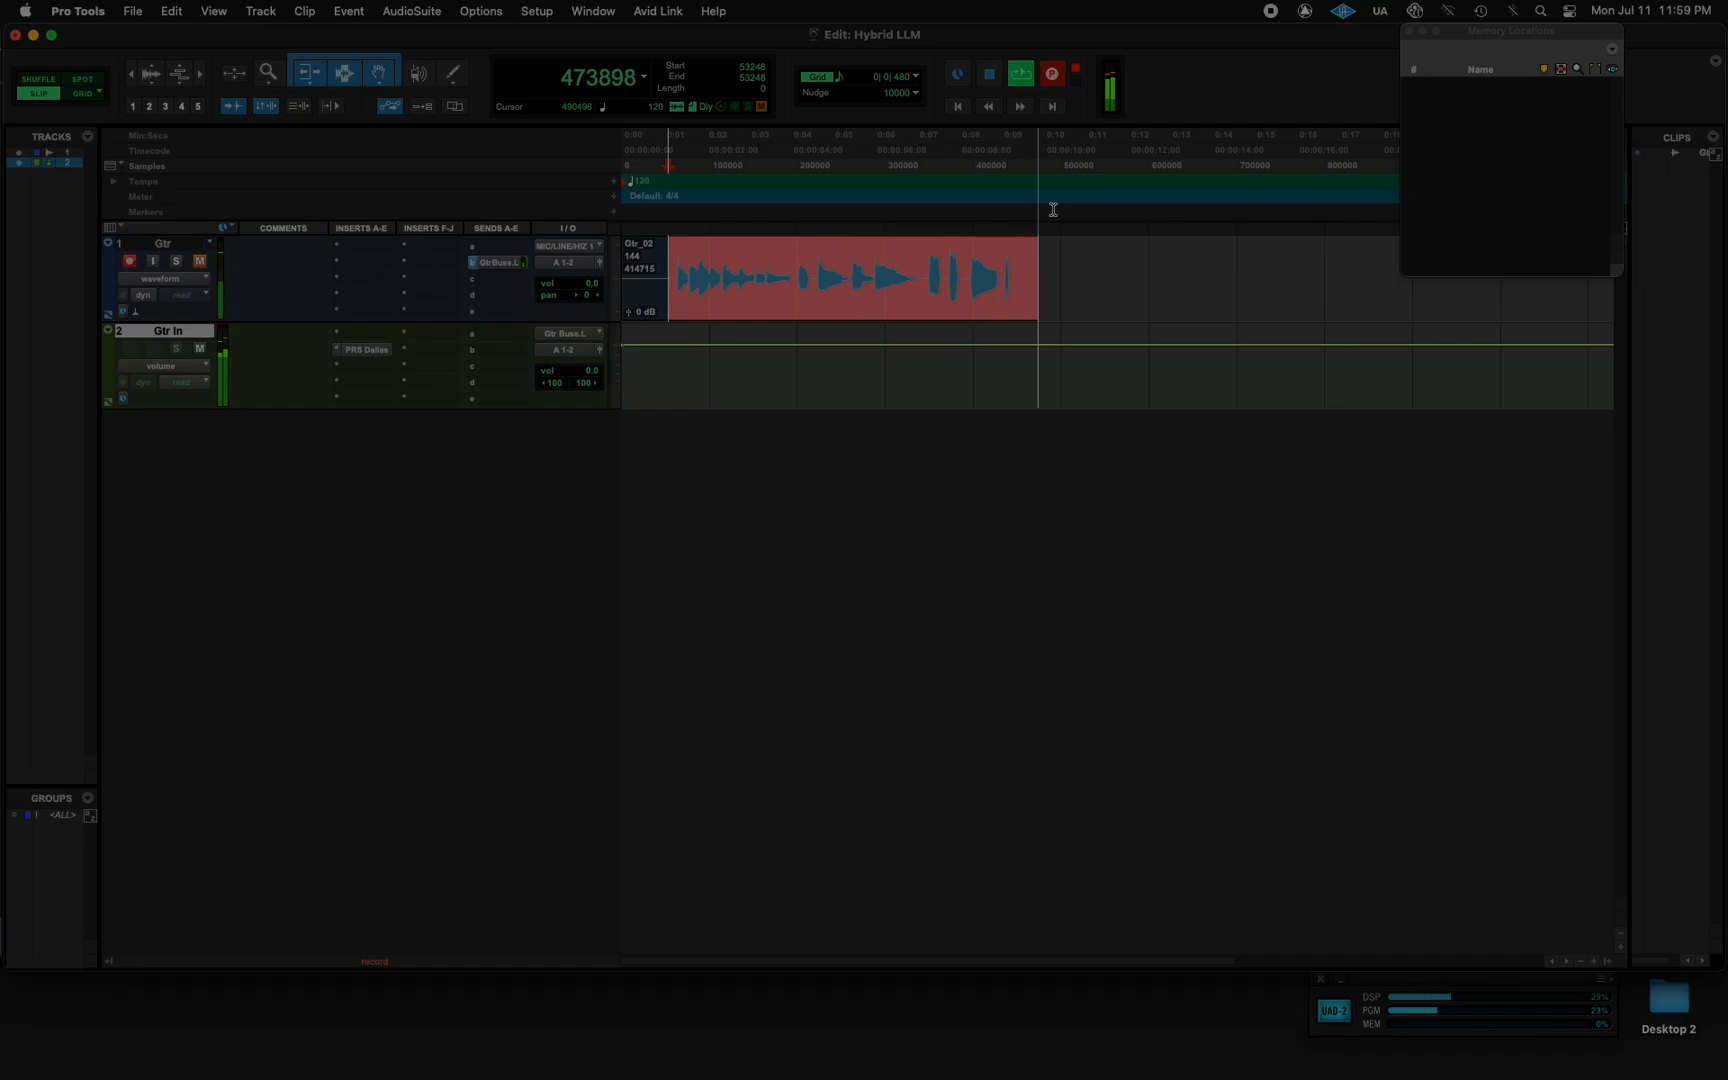 Pro Tools File Edit View Track Clip Event AudioSuite Options Setup Window Avid Link Help UA Mon Jul 11 11:59 PM
Edit: Hybrid LLM
Memory Locations
# Name
SHUFFLE SPOT
SLIP GRID
1 2 3 4 5
473898
Start 53248
End 53248
Length 0
Cursor 490496 120 Dly S M
Grid 0| 0| 480
Nudge 10000
P
TRACKS
1
2
CLIPS
Min:Secs 0:00 0:01 0:02 0:03 0:04 0:05 0:06 0:07 0:08 0:09 0:10 0:11 0:12 0:13 0:14 0:15 0:16 0:17
Timecode 00:00:02:00 00:00:04:00 00:00:06:00 00:00:08:00 00:00:10:00 00:00:12:00 00:00:14:00 00:00:16:00
Samples 0 100000 200000 300000 400000 500000 600000 700000 800000
Tempo 120
Meter Default: 4/4
Markers
COMMENTS INSERTS A-E INSERTS F-J SENDS A-E I / O
1 Gtr
I S M
waveform
dyn read
a
b GtrBuss.L
c
d
e
MIC/LINE/HIZ 1
A 1-2
vol 0.0
pan 0
Gtr_02
144
414715
0 dB
2 Gtr In
S M
volume
dyn read
PRS Dallas
a
b
c
d
e
Gtr Buss.L
A 1-2
vol 0.0
100 100
GROUPS
! <ALL>
record
UAD-2
DSP 29%
PGM 23%
MEM 0%
Desktop 2